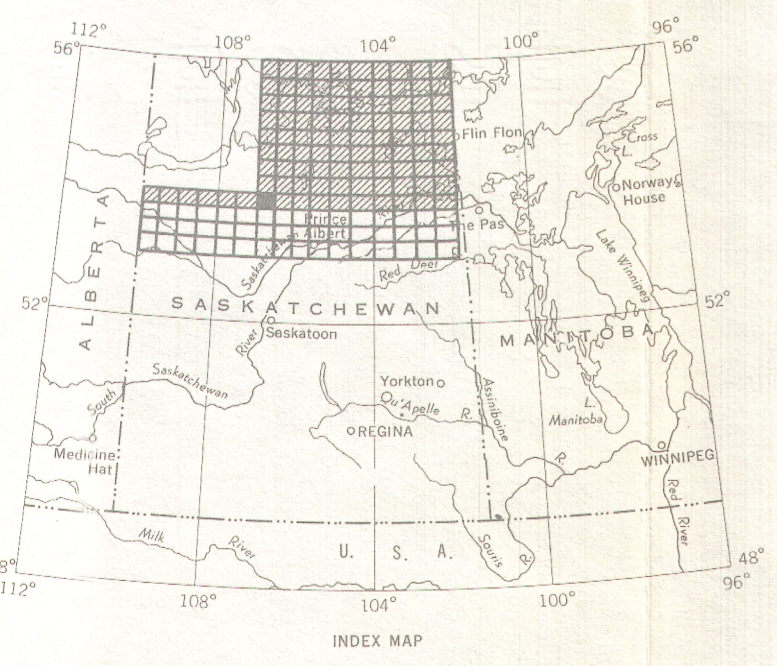 112°
108°
104°
100°
96°
56°
56°
Flin Flon
Cross
L.
Norway
House
Prince
Albert
The Pas
Saskatchewan
Red Deer
Lake Winnipeg
ALBERTA
52°
SASKATCHEWAN
52°
MANITOBA
River
Saskatoon
Saskatchewan
South
Yorkton
Qu'Apelle
R.
Assiniboine
L.
Manitoba
REGINA
Medicine
Hat
R.
WINNIPEG
Red
River
Milk
River
U. S. A.
Souris
R.
8°
48°
112°
108°
104°
100°
96°
INDEX MAP